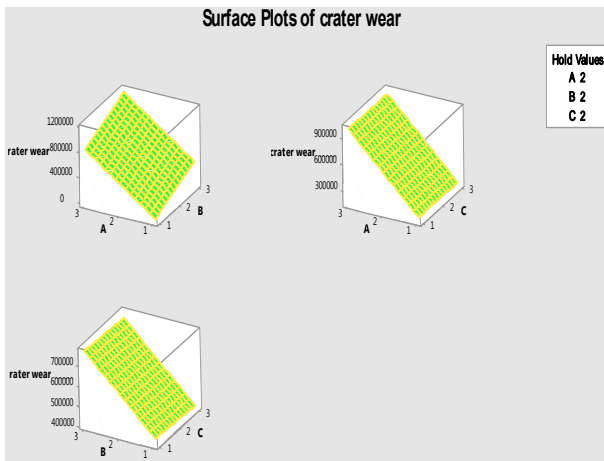 Surface Plots of crater wear
Hold Values
A 2
B 2
C 2
1200000
rater wear 800000
400000
0
3
2
1
A
1
2
3
B
900000
crater wear
600000
300000
3
2
1
A
1
2
3
C
700000
rater wear 600000
500000
400000
3
2
1
B
1
2
3
C